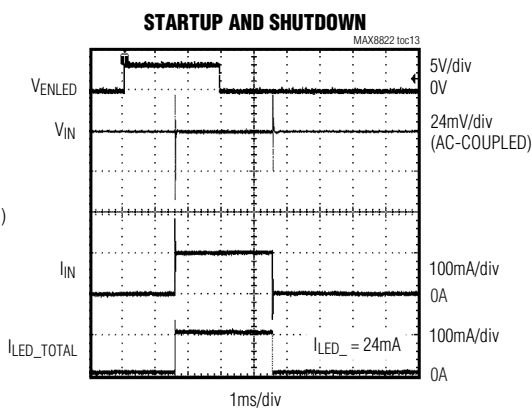 STARTUP AND SHUTDOWN
MAX8822 toc13
VENLED
5V/div
0V
VIN
24mV/div
(AC-COUPLED)
)
IIN
100mA/div
0A
ILED_TOTAL
ILED_ = 24mA
100mA/div
0A
1ms/div